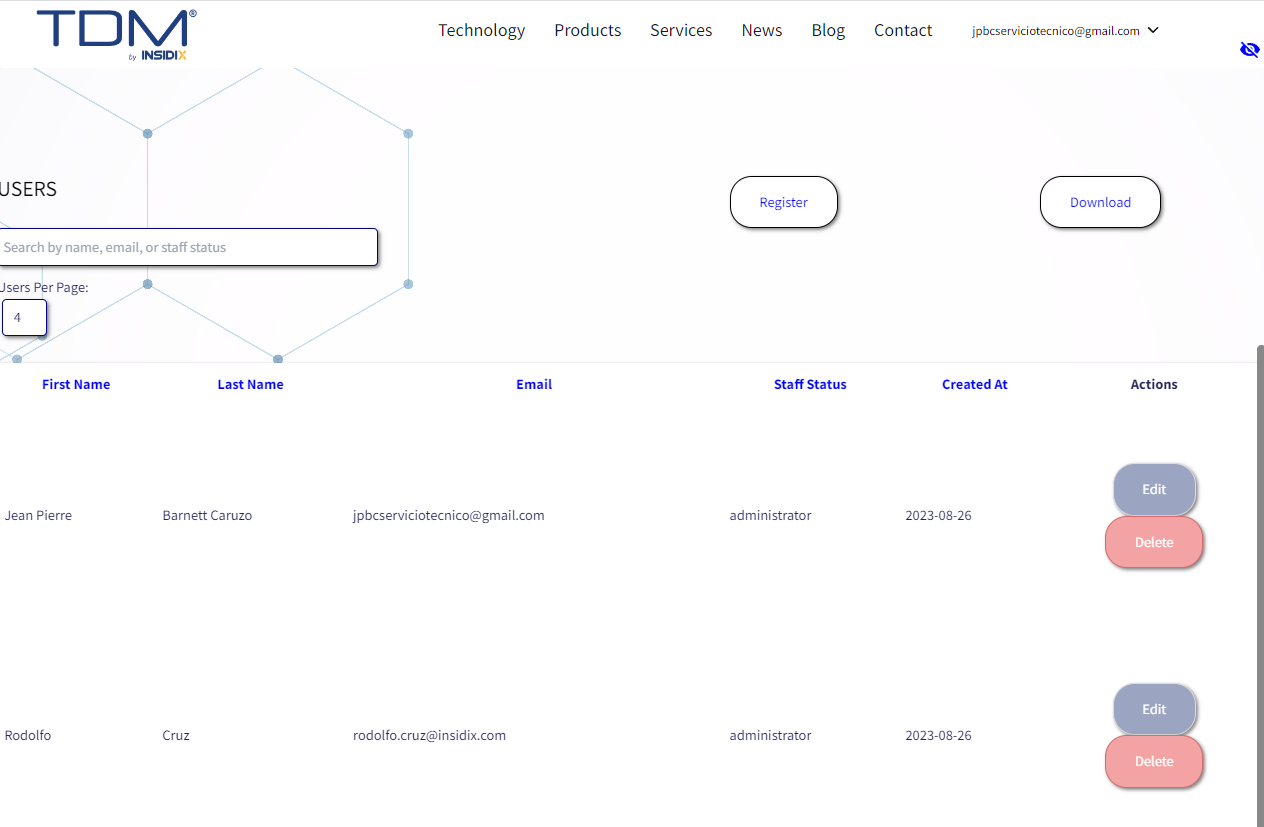 TDM®
by INSIDIX
Technology Products Services News Blog Contact jpbcserviciotecnico@gmail.com
USERS
Register Download
Search by name, email, or staff status
Users Per Page:
4
First Name Last Name Email Staff Status Created At Actions
Jean Pierre Barnett Caruzo jpbcserviciotecnico@gmail.com administrator 2023-08-26 Edit
Delete
Rodolfo Cruz rodolfo.cruz@insidix.com administrator 2023-08-26 Edit
Delete